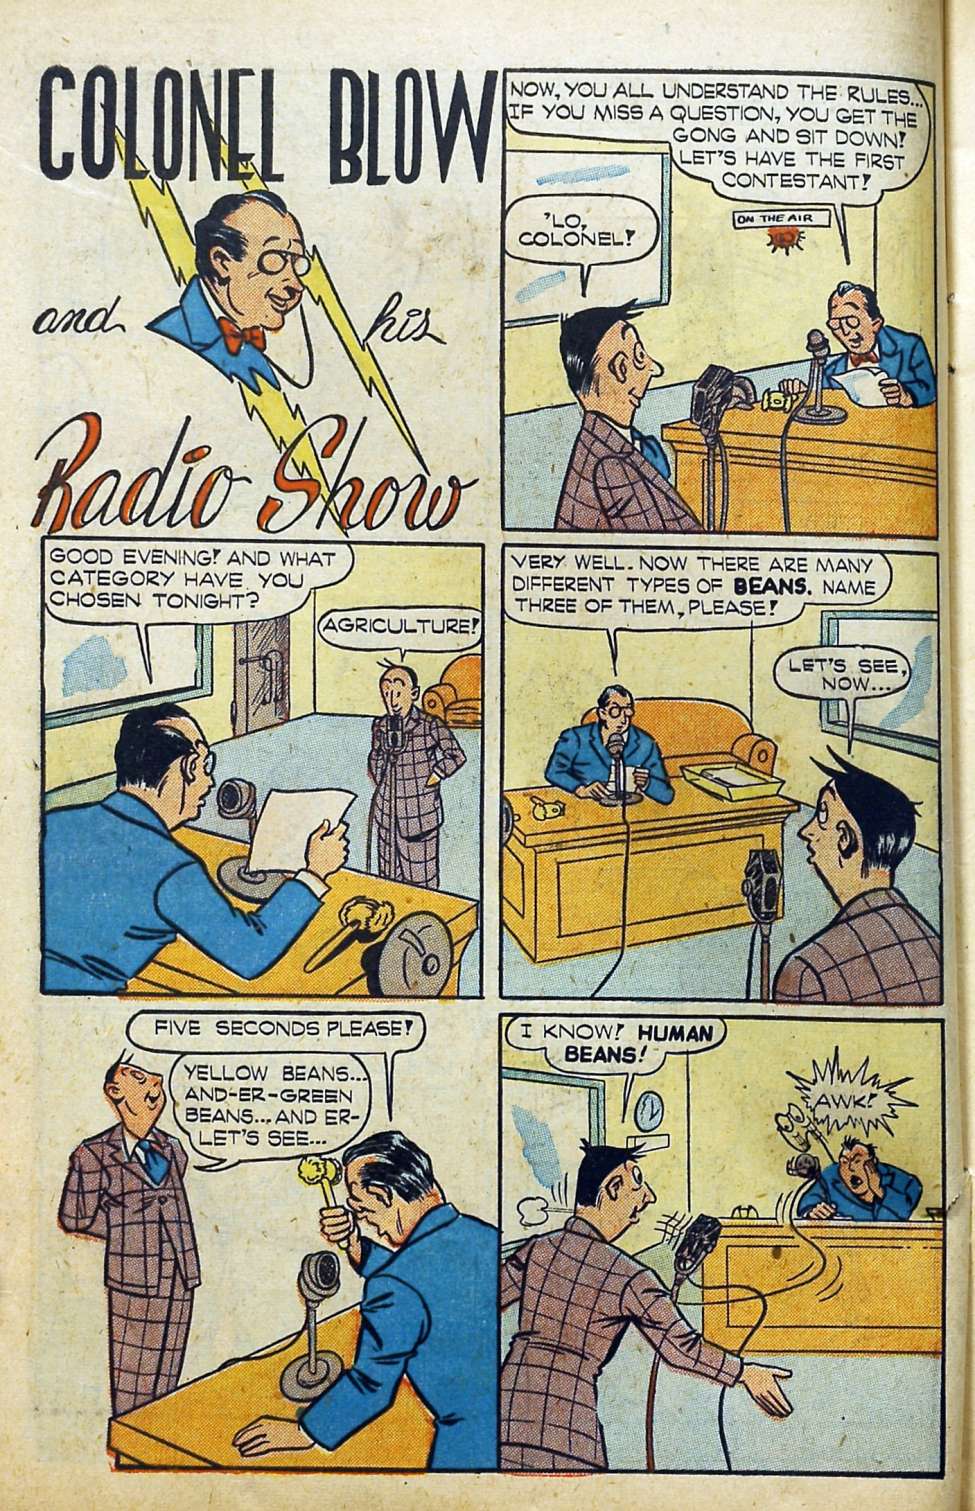 COLONEL BLOW
and his
Radio Show
NOW, YOU ALL UNDERSTAND THE RULES...
IF YOU MISS A QUESTION, YOU GET THE
GONG AND SIT DOWN!
LET'S HAVE THE FIRST
CONTESTANT!
'LO,
COLONEL!
ON THE AIR
GOOD EVENING! AND WHAT
CATEGORY HAVE YOU
CHOSEN TONIGHT?
AGRICULTURE!
VERY WELL. NOW THERE ARE MANY
DIFFERENT TYPES OF BEANS. NAME
THREE OF THEM, PLEASE!
LET'S SEE,
NOW...
FIVE SECONDS PLEASE!
YELLOW BEANS...
AND-ER-GREEN
BEANS... AND ER-
LET'S SEE...
I KNOW! HUMAN
BEANS!
AWK!